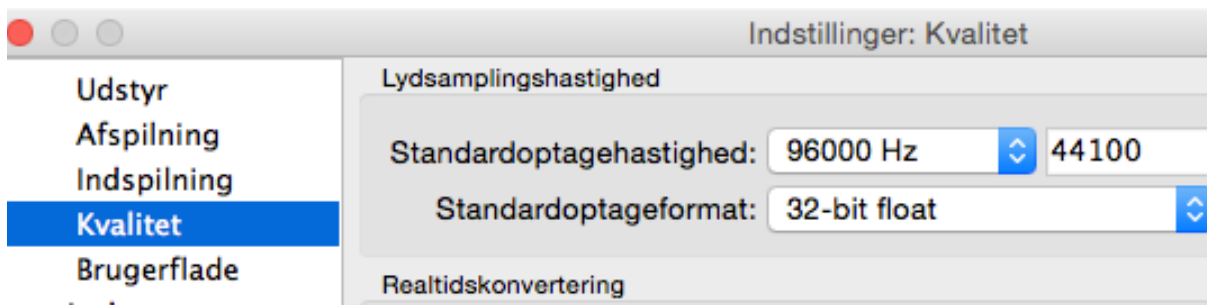 Indstillinger: Kvalitet
Udstyr
Afspilning
Indspilning
Kvalitet
Brugerflade
Lydsamplingshastighed
Standardoptagehastighed: 96000 Hz 44100
Standardoptageformat: 32-bit float
Realtidskonvertering